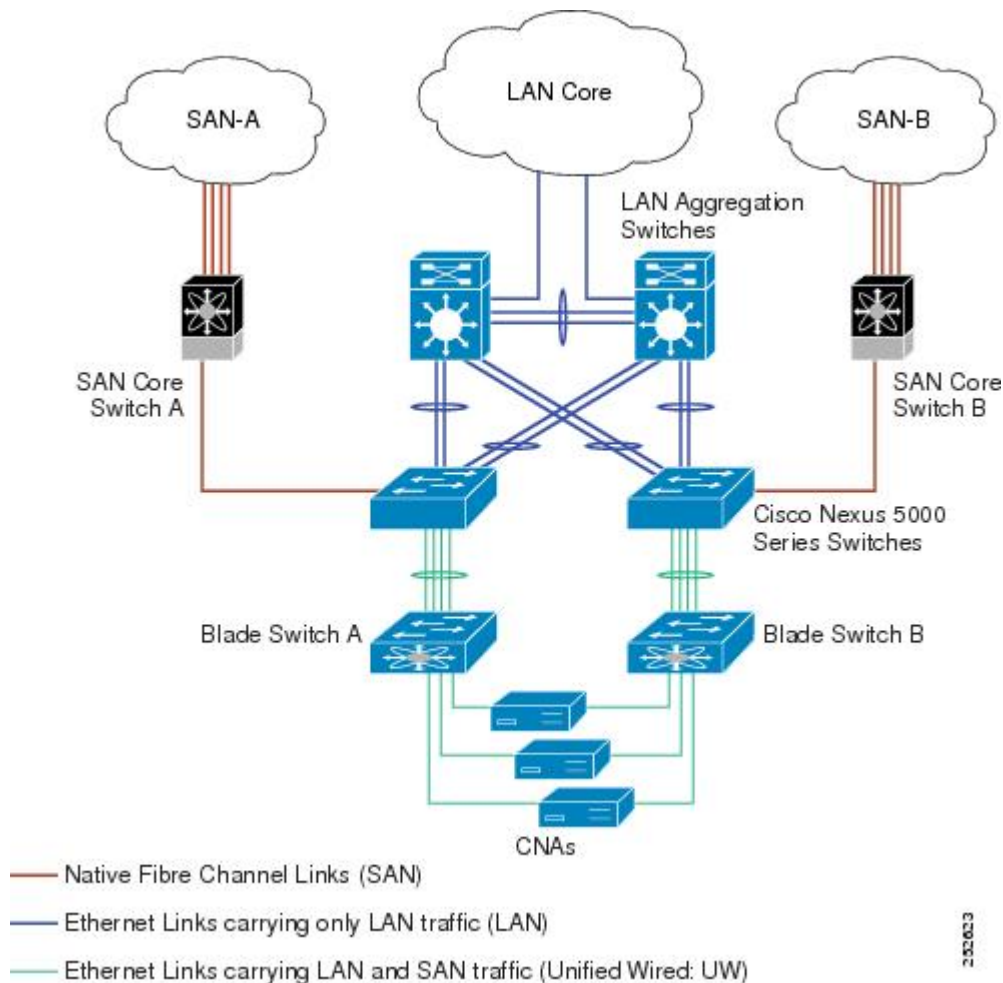 LAN Core
SAN-A
SAN-B
LAN Aggregation
Switches
SAN Core
Switch A
SAN Core
Switch B
Cisco Nexus 5000
Series Switches
Blade Switch A
Blade Switch B
CNAs
Native Fibre Channel Links (SAN)
Ethernet Links carrying only LAN traffic (LAN)
Ethernet Links carrying LAN and SAN traffic (Unified Wired: UW)
252623